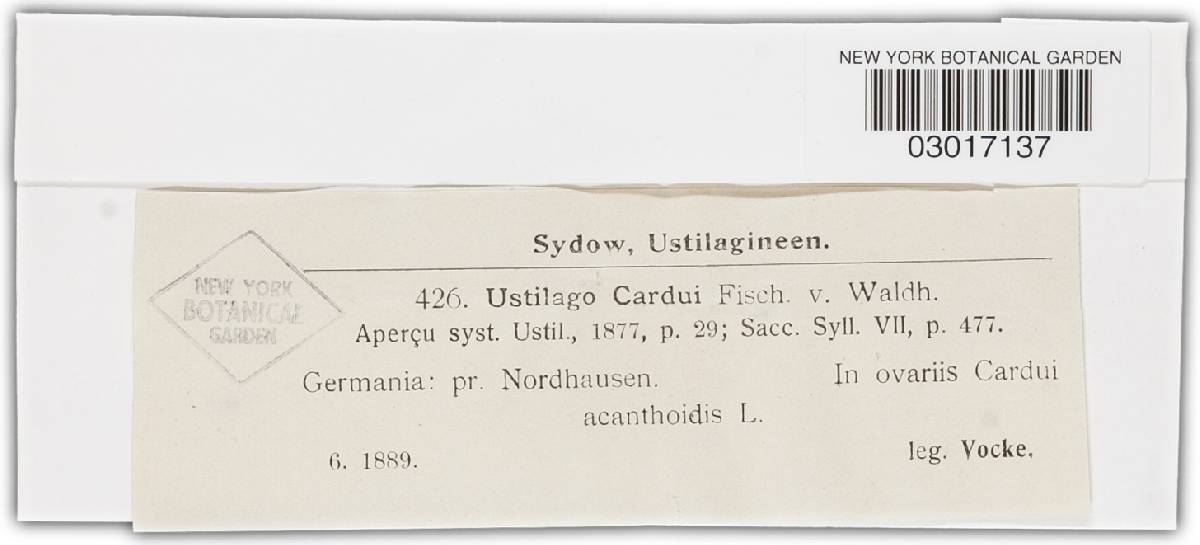 NEW YORK BOTANICAL GARDEN
03017137
Sydow, Ustilagineen.
NEW YORK
BOTANICAL
GARDEN
426. Ustilago Cardui Fisch. v. Waldh.
Aperçu syst. Ustil., 1877, p. 29; Sacc. Syll. VII, p. 477.
Germania: pr. Nordhausen. In ovariis Cardui
acanthoidis L.
6. 1889. leg. Vocke.